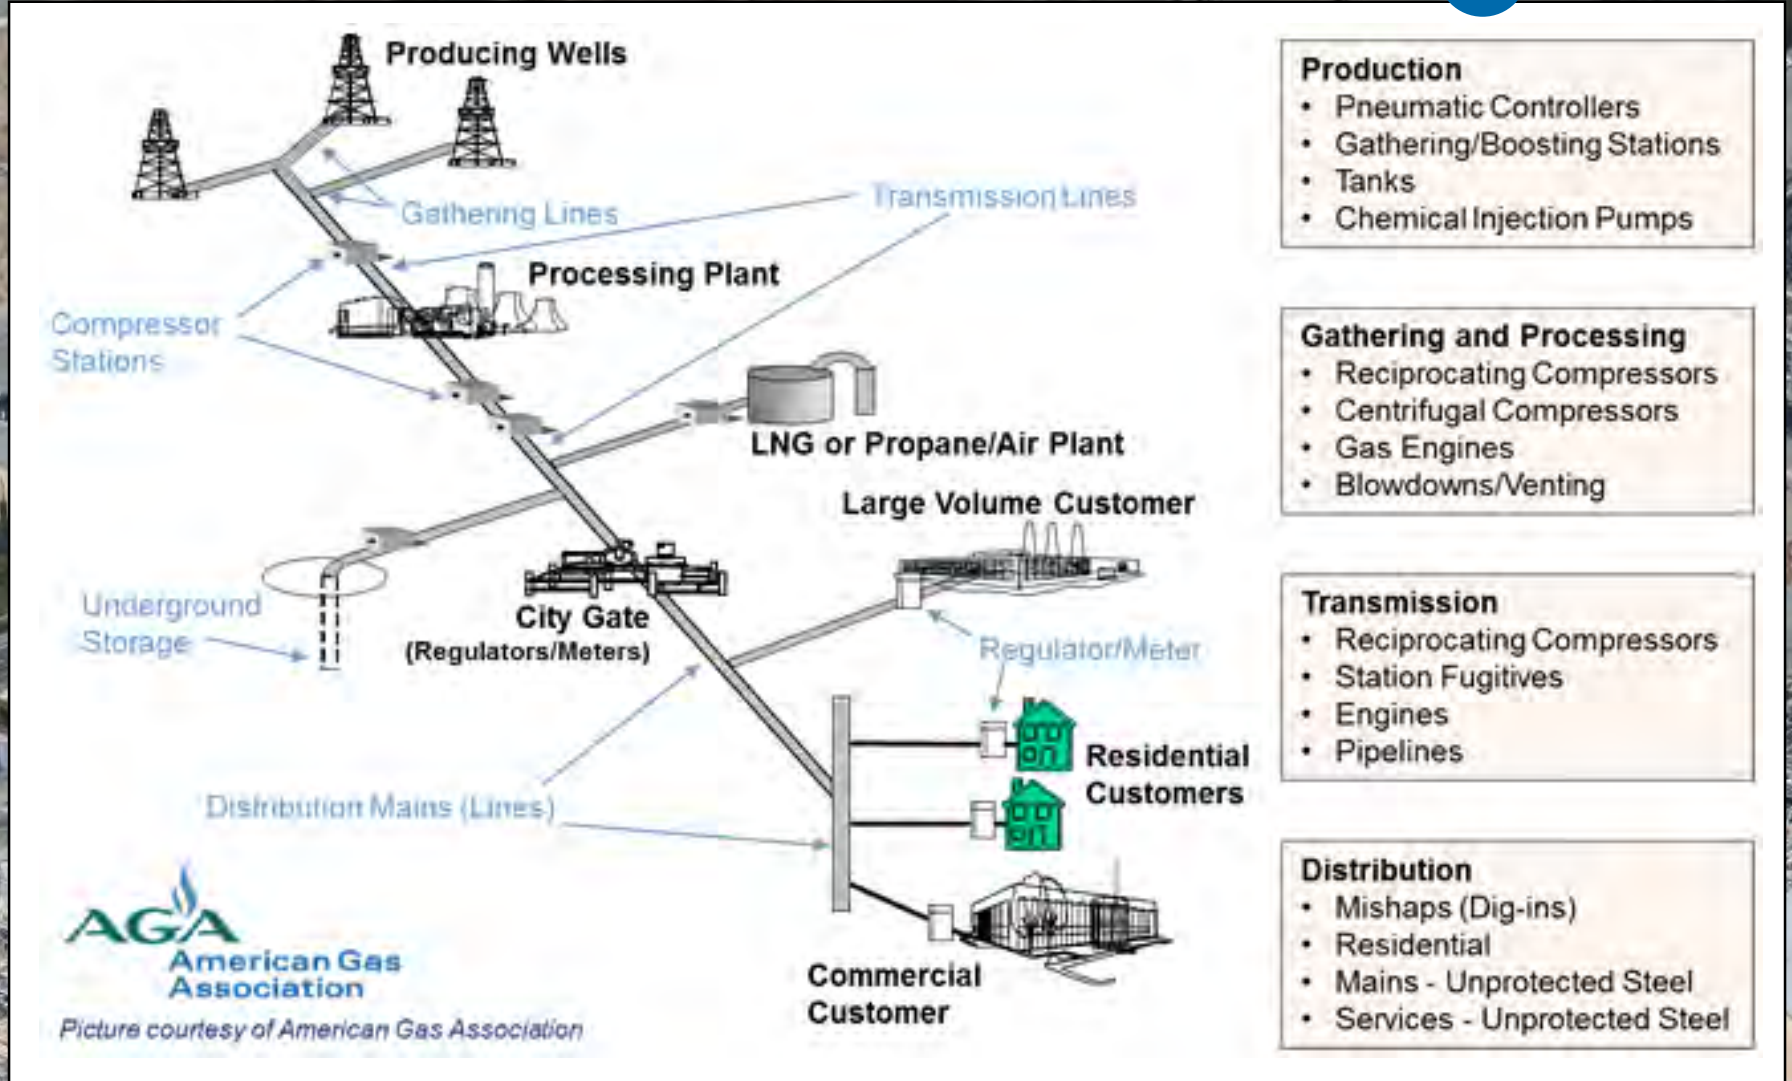 Producing Wells
Gathering Lines
Transmission Lines
Processing Plant
Compressor
Stations
LNG or Propane/Air Plant
Large Volume Customer
Underground
Storage
City Gate
(Regulators/Meters)
Regulator/Meter
Residential
Customers
Distribution Mains (Lines)
Commercial
Customer
AGA
American Gas
Association
Picture courtesy of American Gas Association
Production
• Pneumatic Controllers
• Gathering/Boosting Stations
• Tanks
• Chemical Injection Pumps
Gathering and Processing
• Reciprocating Compressors
• Centrifugal Compressors
• Gas Engines
• Blowdowns/Venting
Transmission
• Reciprocating Compressors
• Station Fugitives
• Engines
• Pipelines
Distribution
• Mishaps (Dig-ins)
• Residential
• Mains - Unprotected Steel
• Services - Unprotected Steel